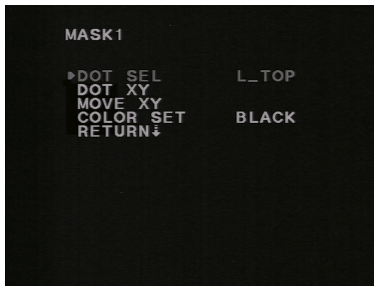 MASK1
DOT SEL L_TOP
DOT XY
MOVE XY
COLOR SET BLACK
RETURN↵